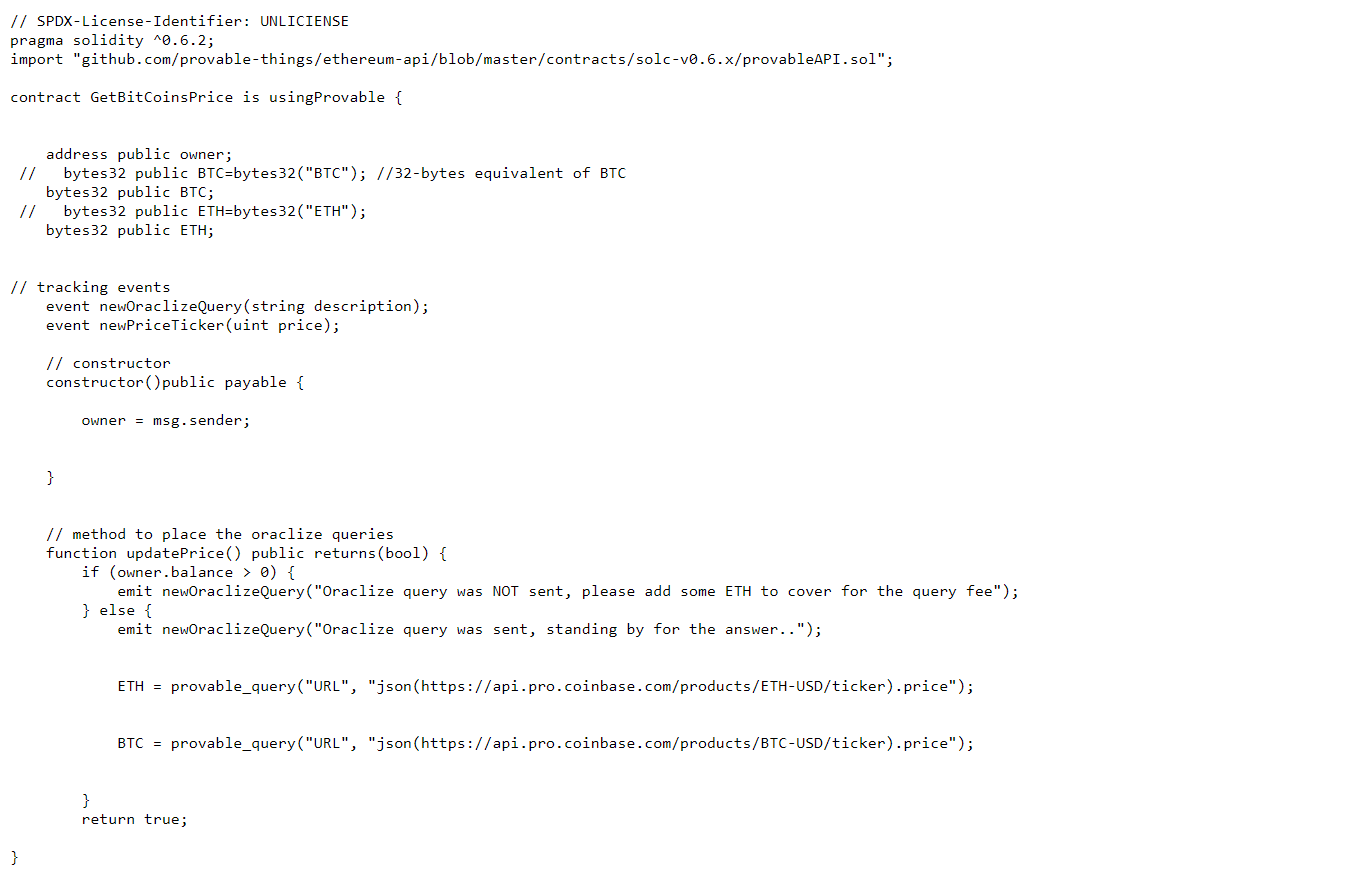 // SPDX-License-Identifier: UNLICIENSE
pragma solidity ^0.6.2;
import "github.com/provable-things/ethereum-api/blob/master/contracts/solc-v0.6.x/provableAPI.sol";
contract GetBitCoinsPrice is usingProvable {
address public owner;
// bytes32 public BTC=bytes32("BTC"); //32-bytes equivalent of BTC
bytes32 public BTC;
// bytes32 public ETH=bytes32("ETH");
bytes32 public ETH;
// tracking events
event newOraclizeQuery(string description);
event newPriceTicker(uint price);
// constructor
constructor()public payable {
owner = msg.sender;
}
// method to place the oraclize queries
function updatePrice() public returns(bool) {
if (owner.balance > 0) {
emit newOraclizeQuery("Oraclize query was NOT sent, please add some ETH to cover for the query fee");
} else {
emit newOraclizeQuery("Oraclize query was sent, standing by for the answer..");
ETH = provable_query("URL", "json(https://api.pro.coinbase.com/products/ETH-USD/ticker).price");
BTC = provable_query("URL", "json(https://api.pro.coinbase.com/products/BTC-USD/ticker).price");
}
return true;
}